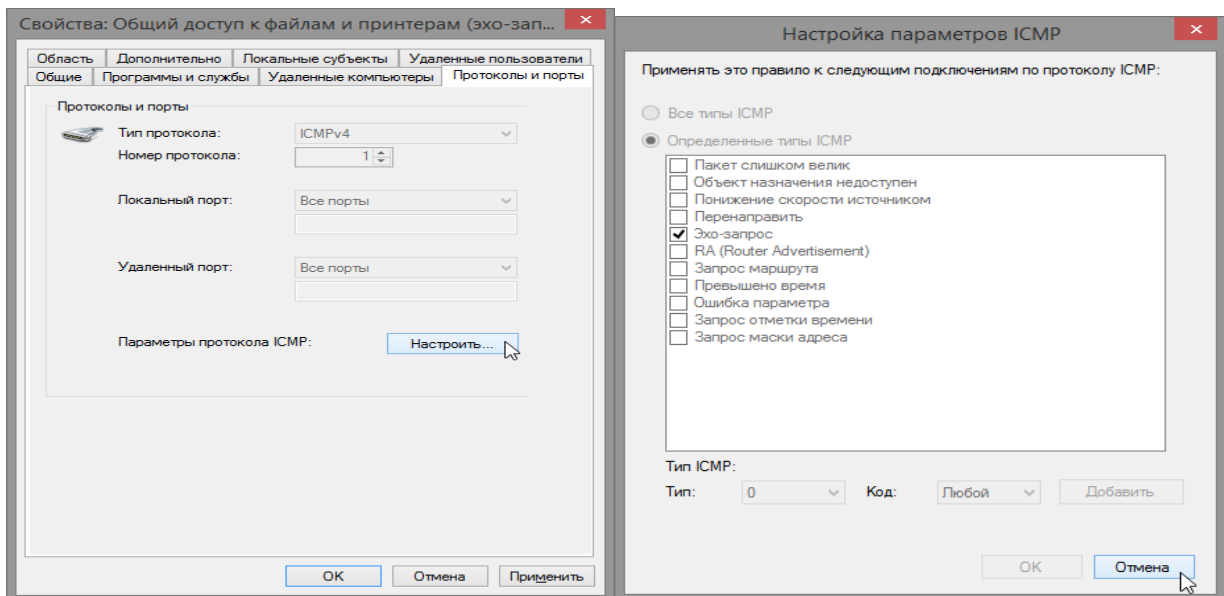 Свойства: Общий доступ к файлам и принтерам (эхо-зап...
Область Дополнительно Локальные субъекты Удаленные пользователи
Общие Программы и службы Удаленные компьютеры Протоколы и порты
Протоколы и порты
Тип протокола: ICMPv4
Номер протокола: 1
Локальный порт: Все порты
Удаленный порт: Все порты
Параметры протокола ICMP: Настроить...
OK Отмена Применить
Настройка параметров ICMP
Применять это правило к следующим подключениям по протоколу ICMP:
Все типы ICMP
Определенные типы ICMP
Пакет слишком велик
Объект назначения недоступен
Понижение скорости источником
Перенаправить
Эхо-запрос
RA (Router Advertisement)
Запрос маршрута
Превышено время
Ошибка параметра
Запрос отметки времени
Запрос маски адреса
Тип ICMP:
Тип: 0 Код: Любой Добавить
OK Отмена